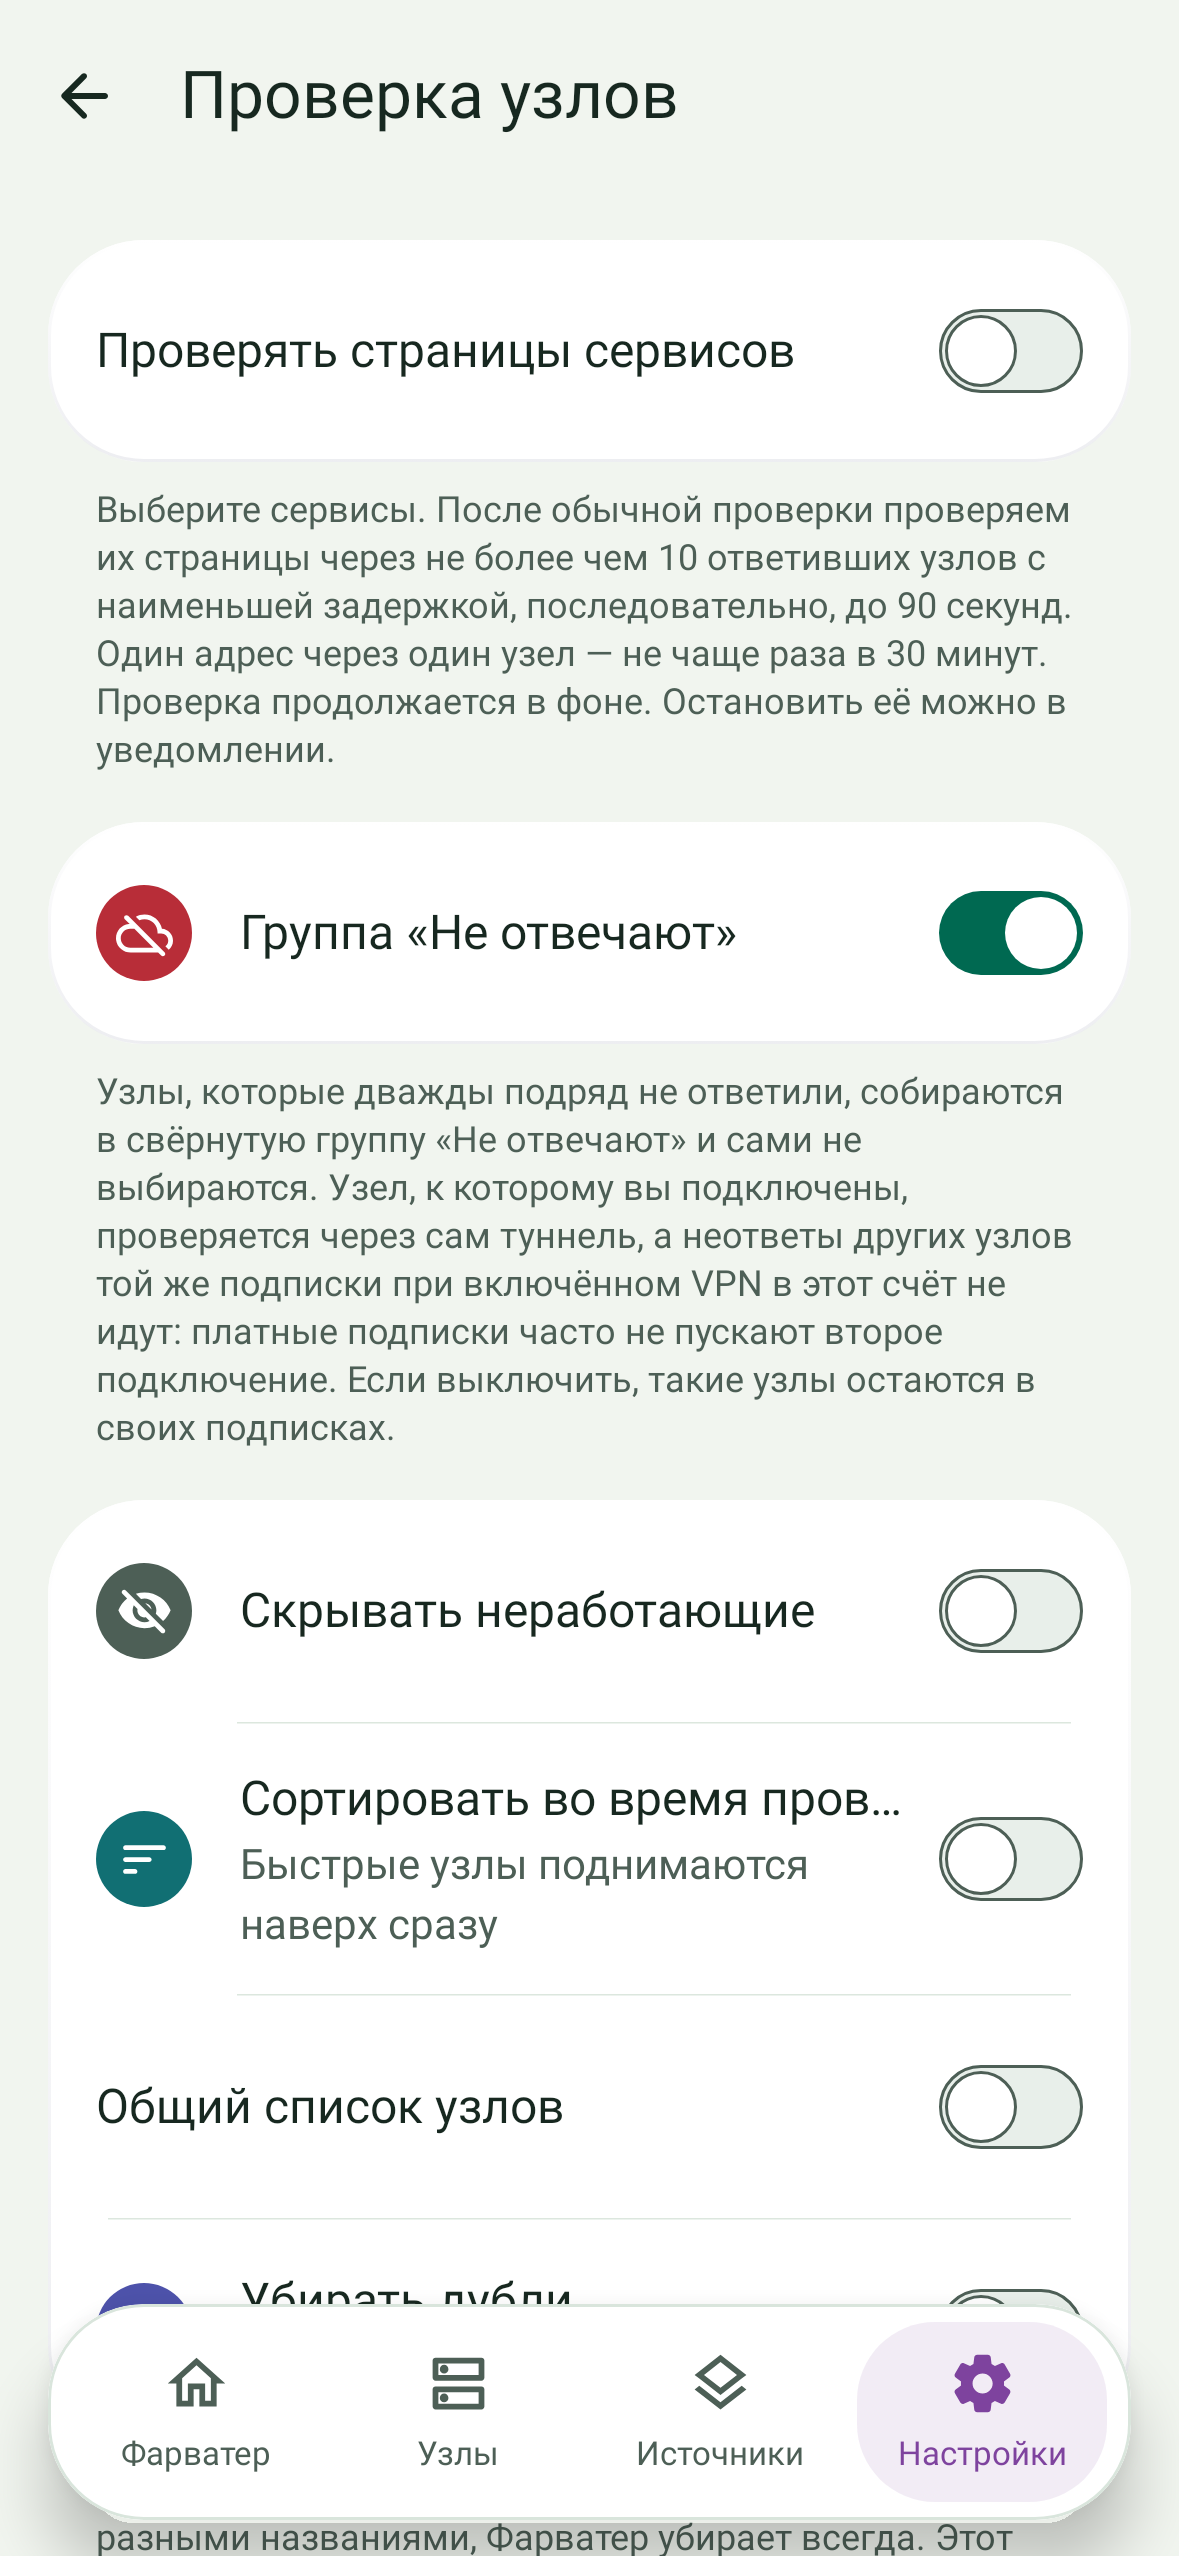 Проверка узлов
Проверять страницы сервисов
Выберите сервисы. После обычной проверки проверяем
их страницы через не более чем 10 ответивших узлов с
наименьшей задержкой, последовательно, до 90 секунд.
Один адрес через один узел — не чаще раза в 30 минут.
Проверка продолжается в фоне. Остановить её можно в
уведомлении.
Группа «Не отвечают»
Узлы, которые дважды подряд не ответили, собираются
в свёрнутую группу «Не отвечают» и сами не
выбираются. Узел, к которому вы подключены,
проверяется через сам туннель, а неответы других узлов
той же подписки при включённом VPN в этот счёт не
идут: платные подписки часто не пускают второе
подключение. Если выключить, такие узлы остаются в
своих подписках.
Скрывать неработающие
Сортировать во время пров...
Быстрые узлы поднимаются
наверх сразу
Общий список узлов
Убирать дубли
Фарватер
Узлы
Источники
Настройки
разными названиями, Фарватер убирает всегда. Этот